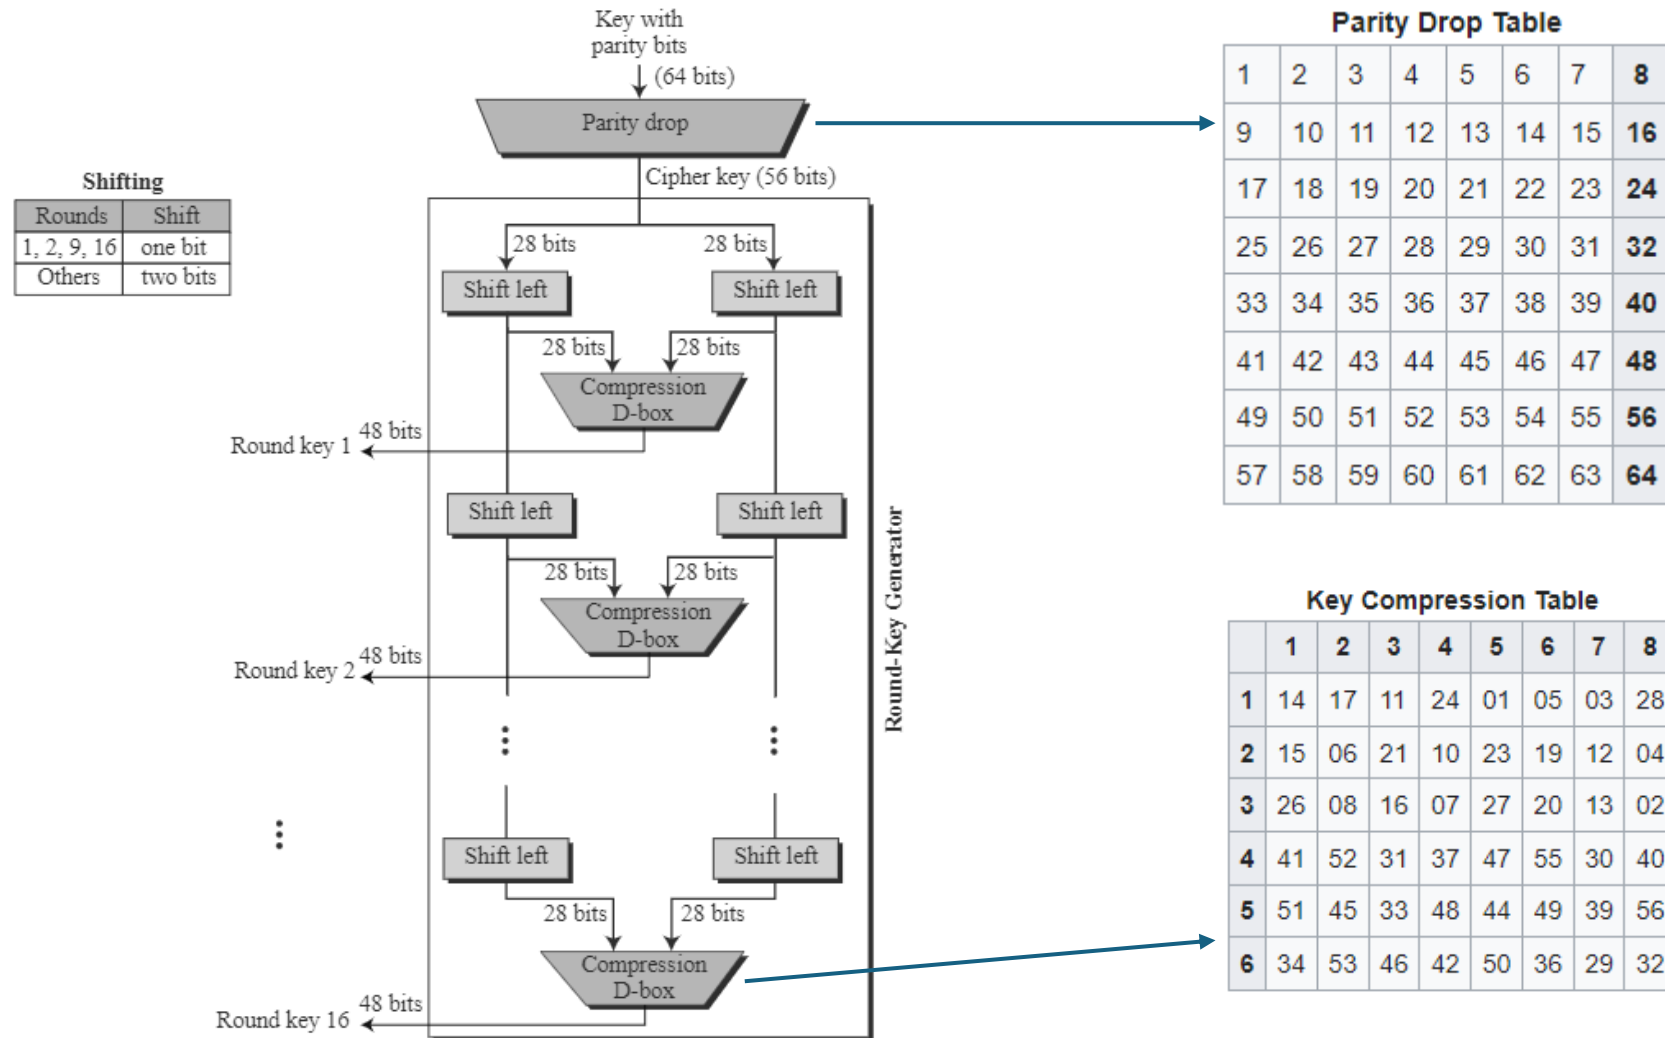 Key with
parity bits
(64 bits)
Parity drop
Cipher key (56 bits)
Shifting
Rounds Shift
1, 2, 9, 16 one bit
Others two bits
28 bits 28 bits
Shift left Shift left
28 bits 28 bits
Compression
D-box
48 bits
Round key 1
Shift left Shift left
28 bits 28 bits
Compression
D-box
48 bits
Round key 2
Round-Key Generator
Shift left Shift left
28 bits 28 bits
Compression
D-box
48 bits
Round key 16
Parity Drop Table
1 2 3 4 5 6 7 8
9 10 11 12 13 14 15 16
17 18 19 20 21 22 23 24
25 26 27 28 29 30 31 32
33 34 35 36 37 38 39 40
41 42 43 44 45 46 47 48
49 50 51 52 53 54 55 56
57 58 59 60 61 62 63 64
Key Compression Table
1 2 3 4 5 6 7 8
1 14 17 11 24 01 05 03 28
2 15 06 21 10 23 19 12 04
3 26 08 16 07 27 20 13 02
4 41 52 31 37 47 55 30 40
5 51 45 33 48 44 49 39 56
6 34 53 46 42 50 36 29 32